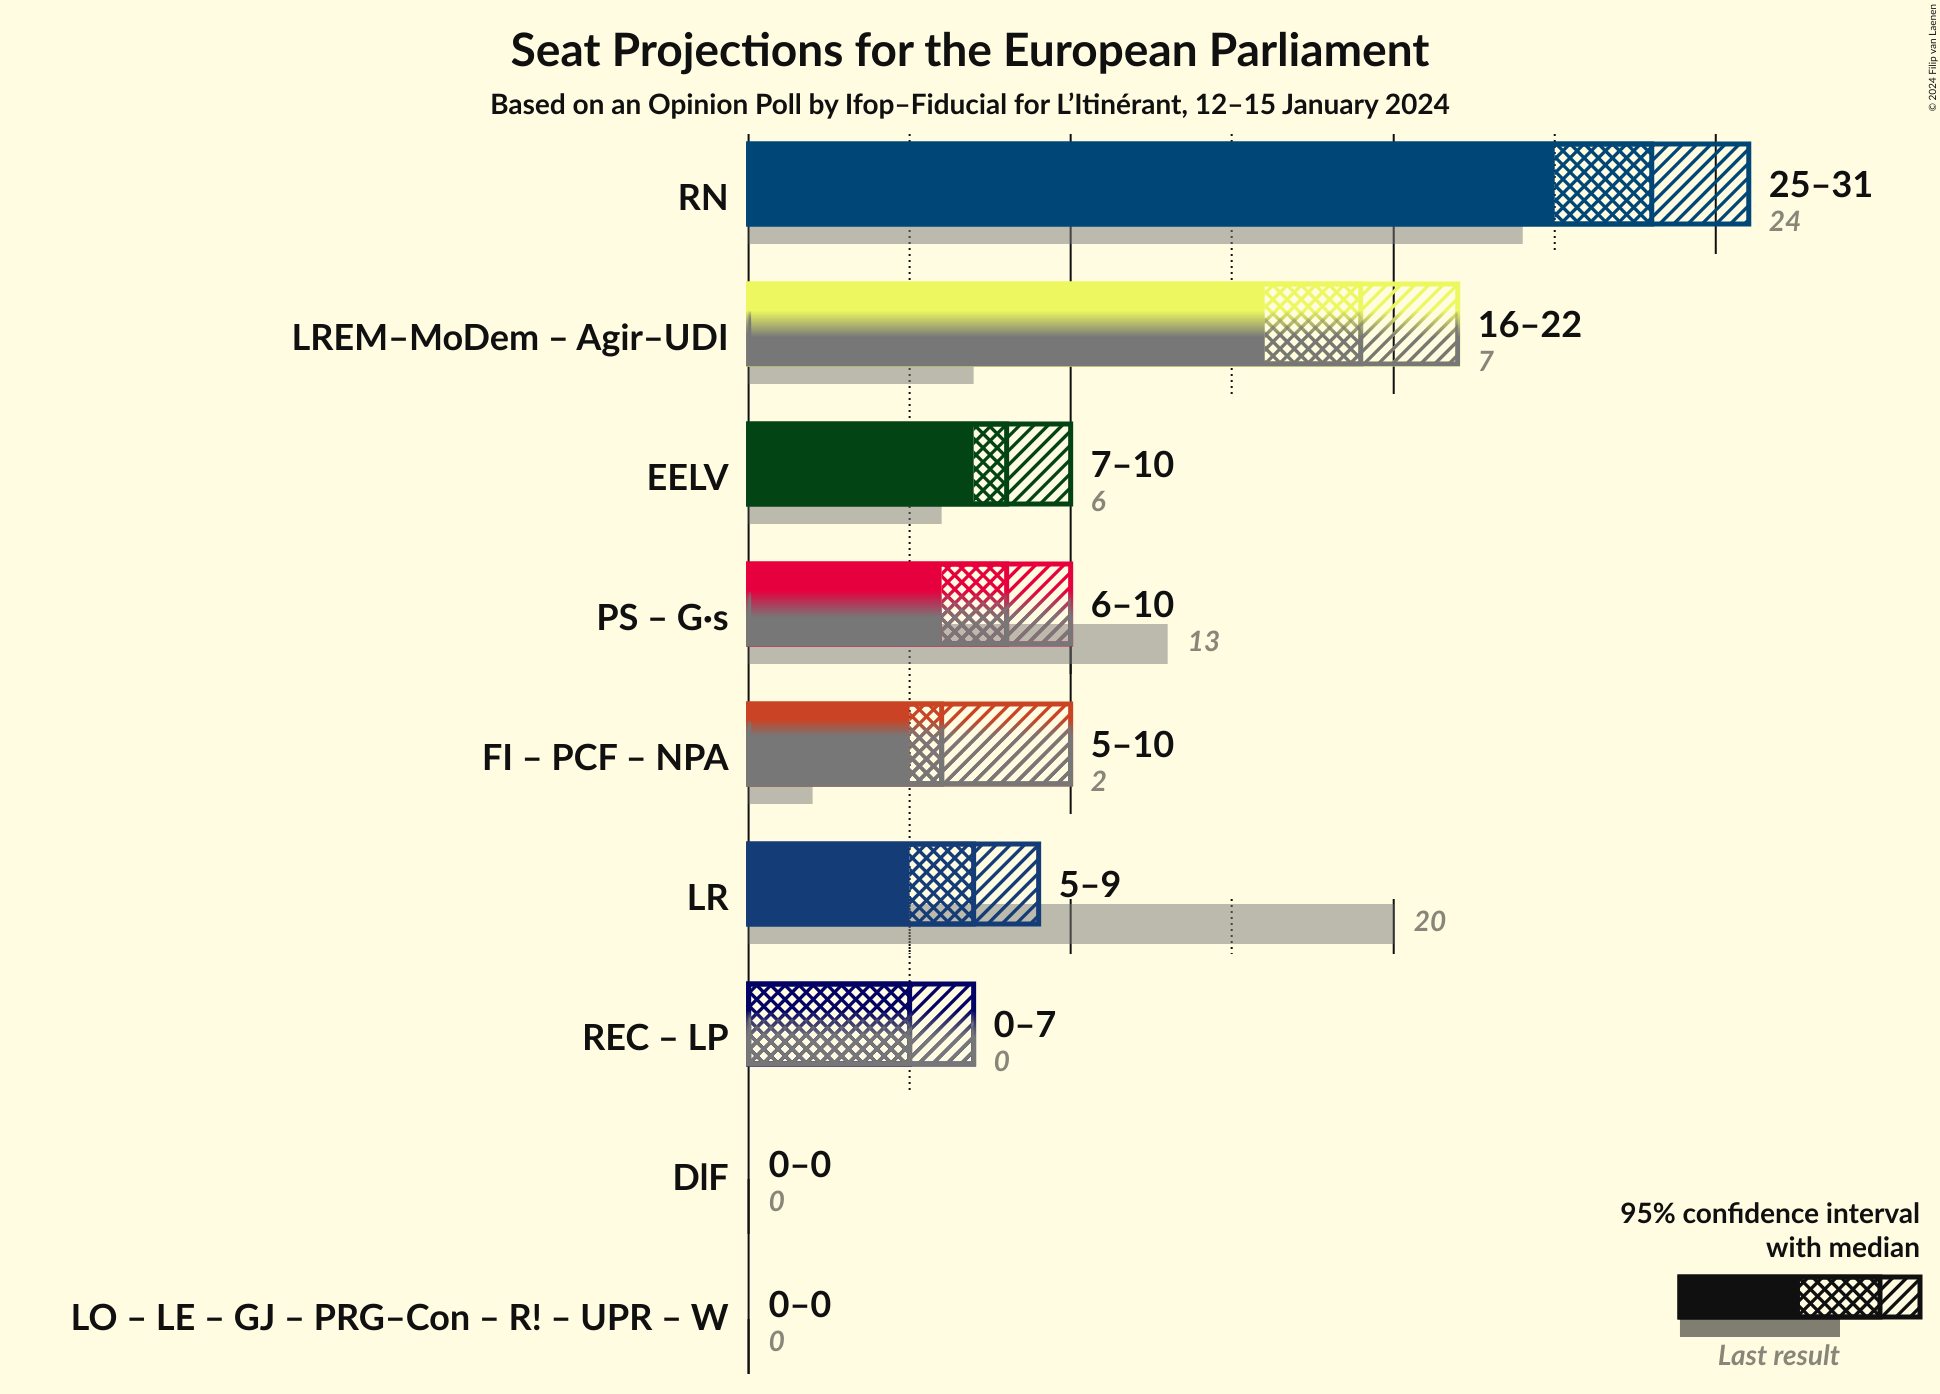 Seat Projections for the European Parliament
Based on an Opinion Poll by Ifop–Fiducial for L’Itinérant, 12–15 January 2024
© 2024 Filip van Laenen
RN
25–31
24
LREM–MoDem – Agir–UDI
16–22
7
EELV
7–10
6
PS – G·s
6–10
13
FI – PCF – NPA
5–10
2
LR
5–9
20
REC – LP
0–7
0
DIF
0–0
0
LO – LE – GJ – PRG–Con – R! – UPR – W
0–0
0
95% confidence interval
with median
Last result